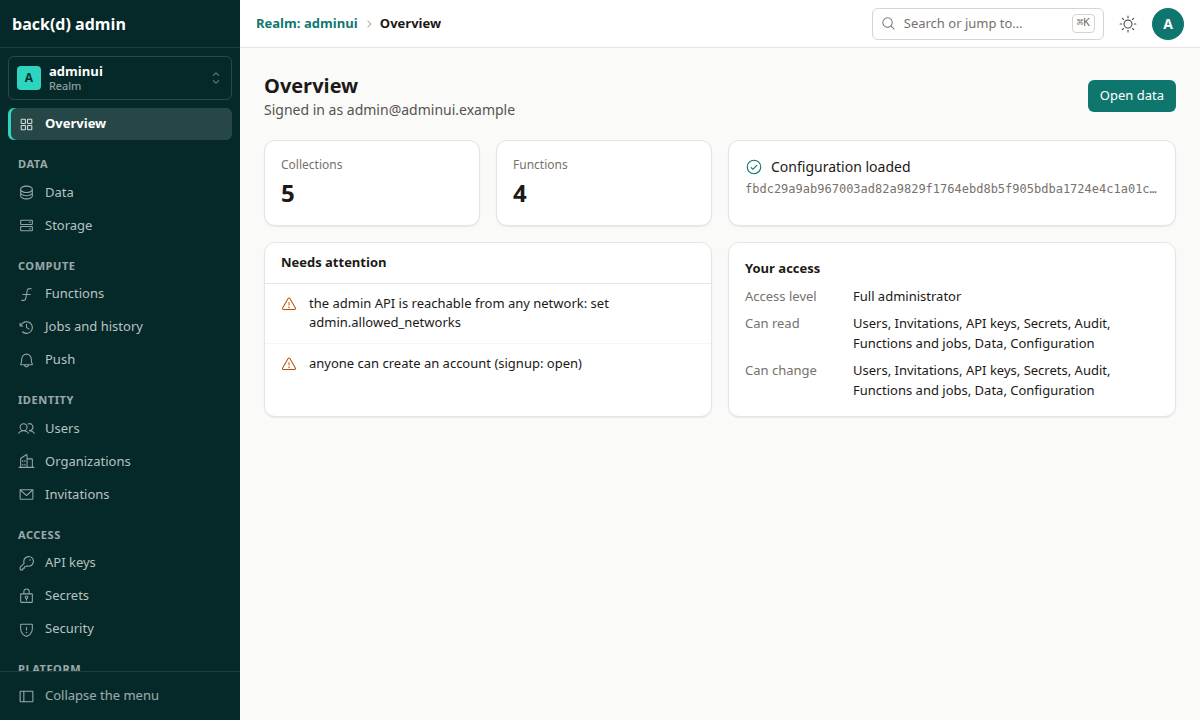 back(d) admin
A
adminui
Realm
Overview
DATA
Data
Storage
COMPUTE
Functions
Jobs and history
Push
IDENTITY
Users
Organizations
Invitations
ACCESS
API keys
Secrets
Security
PLATFORM
Collapse the menu
Realm: adminui › Overview
Search or jump to...
⌘K
A
Overview
Signed in as admin@adminui.example
Open data
Collections
5
Functions
4
Configuration loaded
fbdc29a9ab967003ad82a9829f1764ebd8b5f905bdba1724e4c1a01c…
Needs attention
the admin API is reachable from any network: set
admin.allowed_networks
anyone can create an account (signup: open)
Your access
Access level
Full administrator
Can read
Users, Invitations, API keys, Secrets, Audit,
Functions and jobs, Data, Configuration
Can change
Users, Invitations, API keys, Secrets, Audit,
Functions and jobs, Data, Configuration